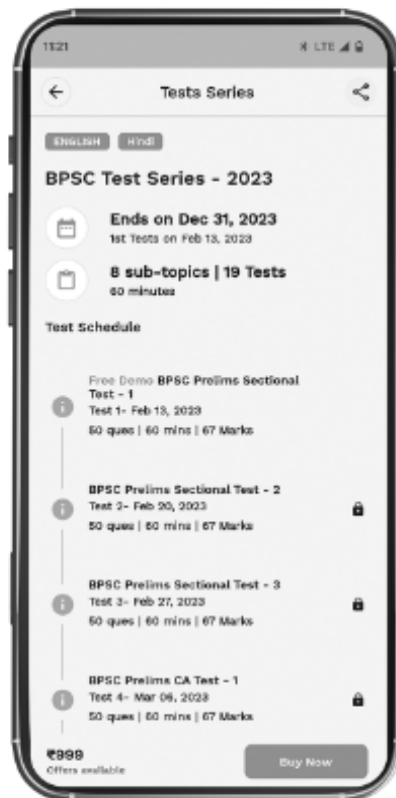 11:21
LTE
Tests Series
ENGLISH Hindi
BPSC Test Series - 2023
Ends on Dec 31, 2023
1st Tests on Feb 13, 2023
8 sub-topics | 19 Tests
60 minutes
Test Schedule
Free Demo BPSC Prelims Sectional
Test - 1
Test 1- Feb 13, 2023
50 ques | 60 mins | 67 Marks
BPSC Prelims Sectional Test - 2
Test 2- Feb 20, 2023
50 ques | 60 mins | 67 Marks
BPSC Prelims Sectional Test - 3
Test 3- Feb 27, 2023
50 ques | 60 mins | 67 Marks
BPSC Prelims CA Test - 1
Test 4- Mar 06, 2023
50 ques | 60 mins | 67 Marks
₹999
Offers available
Buy Now